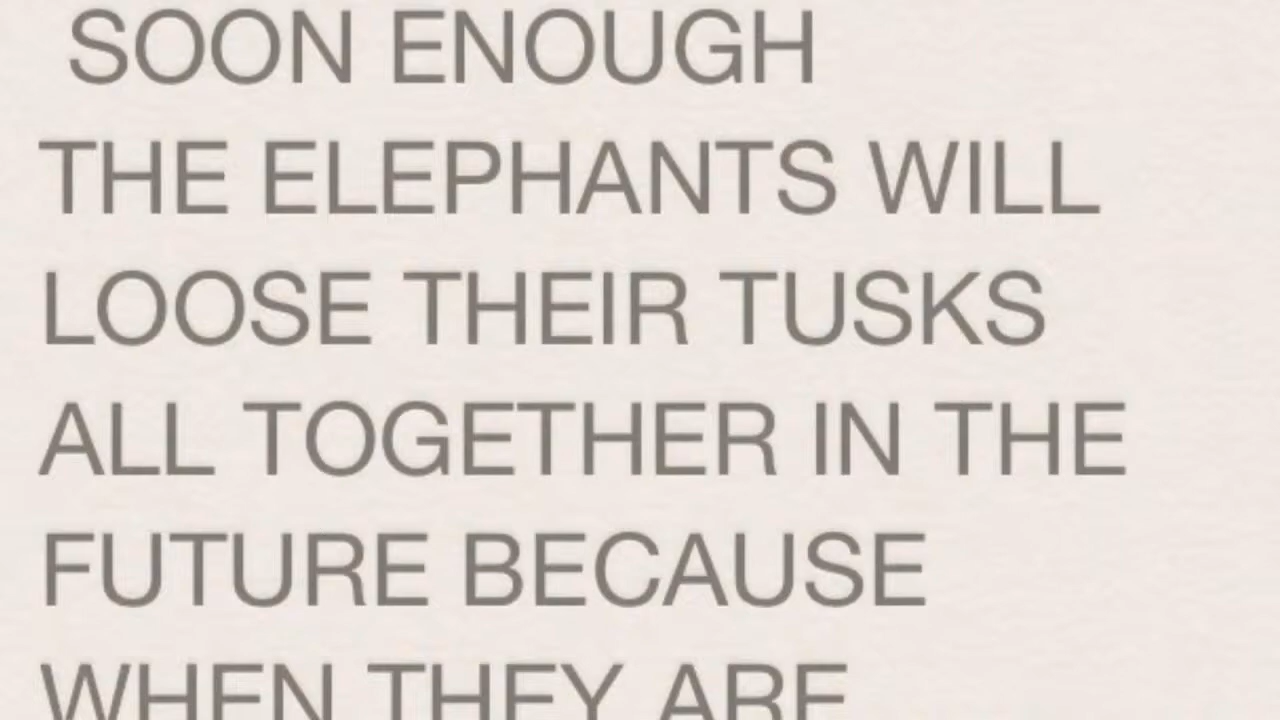 SOON ENOUGH
THE ELEPHANTS WILL
LOOSE THEIR TUSKS
ALL TOGETHER IN THE
FUTURE BECAUSE
WHEN THEY ARE